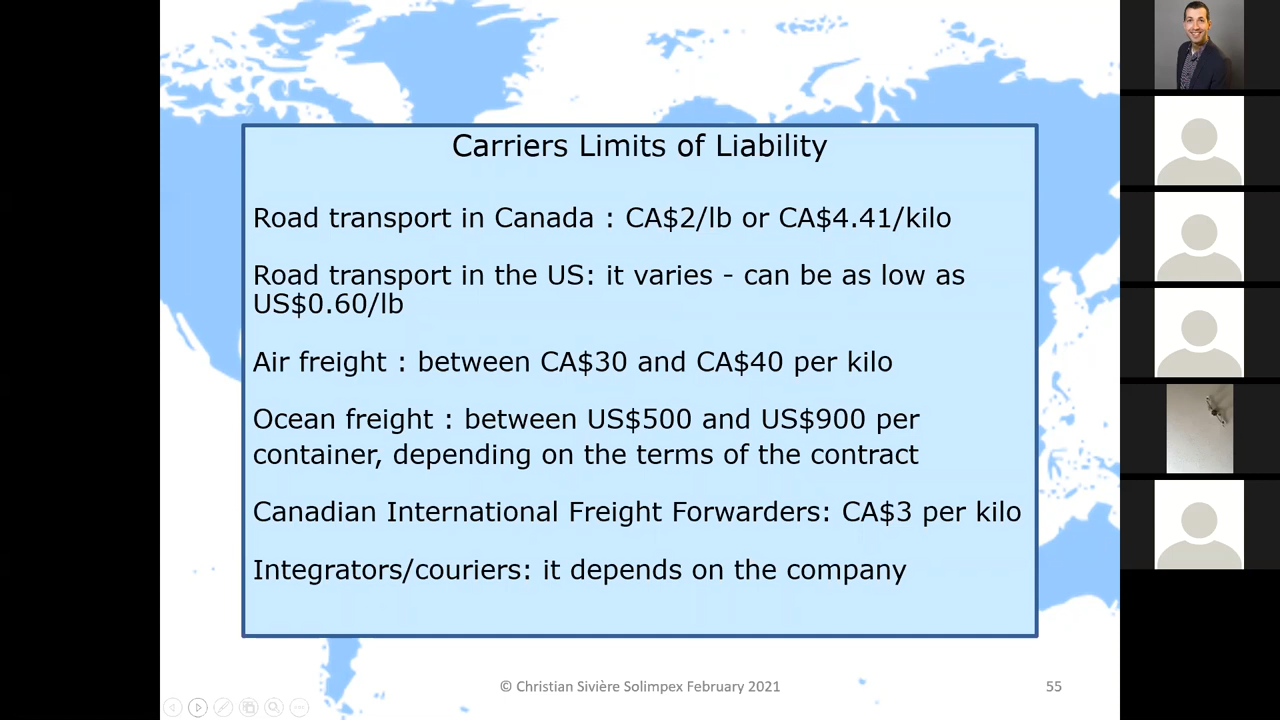 Carriers Limits of Liability
Road transport in Canada : CA$2/lb or CA$4.41/kilo
Road transport in the US: it varies - can be as low as
US$0.60/lb
Air freight : between CA$30 and CA$40 per kilo
Ocean freight : between US$500 and US$900 per
container, depending on the terms of the contract
Canadian International Freight Forwarders: CA$3 per kilo
Integrators/couriers: it depends on the company
© Christian Sivière Solimpex February 2021
55